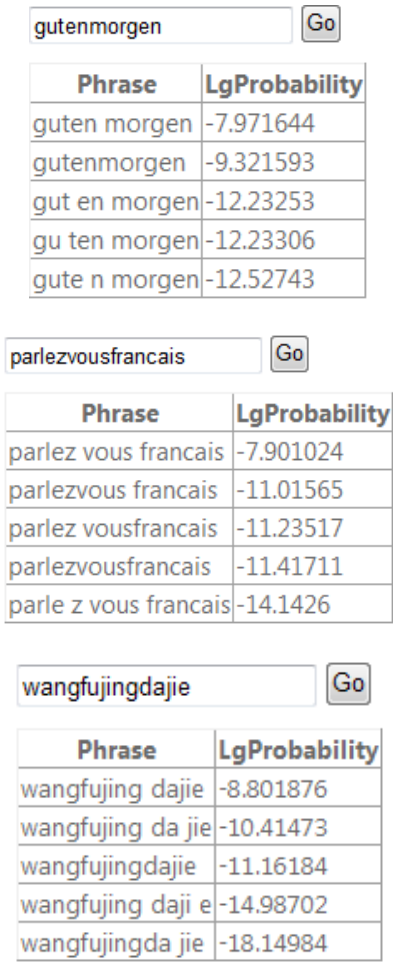 gutenmorgen Go
Phrase LgProbability
guten morgen -7.971644
gutenmorgen -9.321593
gut en morgen -12.23253
gu ten morgen -12.23306
gute n morgen -12.52743
parlezvousfrancais Go
Phrase LgProbability
parlez vous francais -7.901024
parlezvous francais -11.01565
parlez vousfrancais -11.23517
parlezvousfrancais -11.41711
parle z vous francais -14.1426
wangfujingdajie Go
Phrase LgProbability
wangfujing dajie -8.801876
wangfujing da jie -10.41473
wangfujingdajie -11.16184
wangfujing daji e -14.98702
wangfujingda jie -18.14984